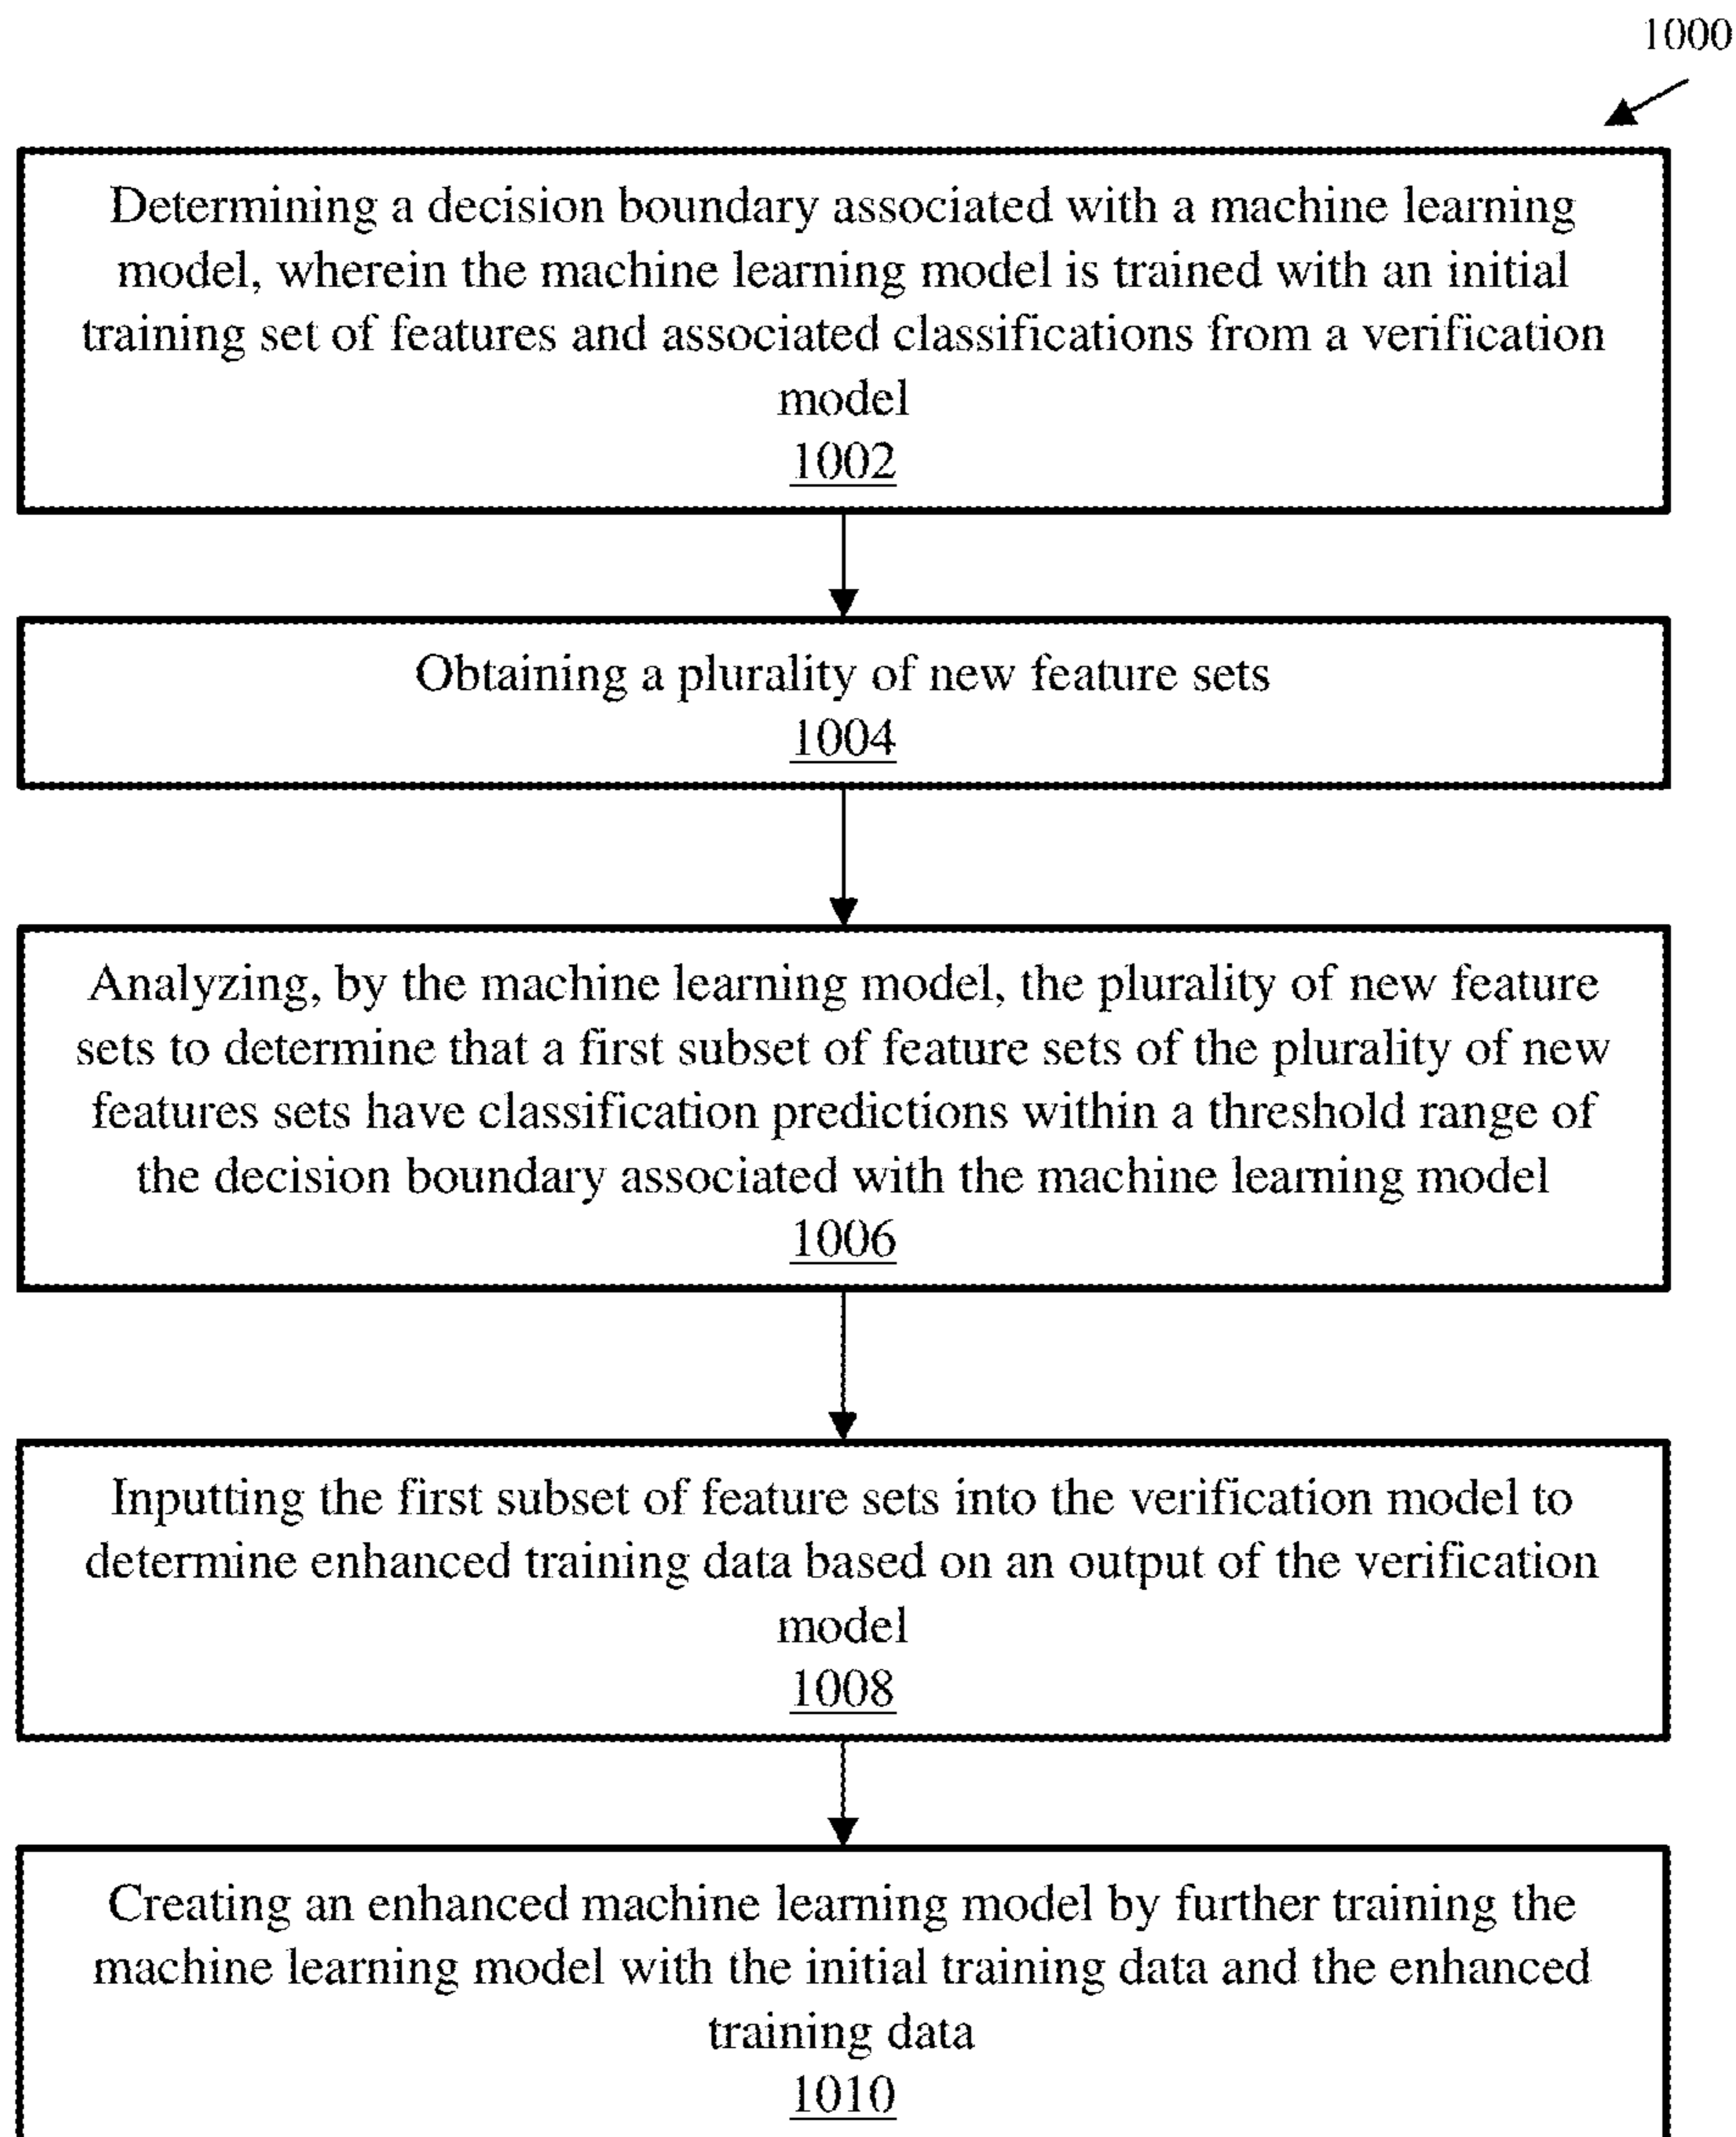 1000
Determining a decision boundary associated with a machine learning
model, wherein the machine learning model is trained with an initial
training set of features and associated classifications from a verification
model
1002
Obtaining a plurality of new feature sets
1004
Analyzing, by the machine learning model, the plurality of new feature
sets to determine that a first subset of feature sets of the plurality of new
features sets have classification predictions within a threshold range of
the decision boundary associated with the machine learning model
1006
Inputting the first subset of feature sets into the verification model to
determine enhanced training data based on an output of the verification
model
1008
Creating an enhanced machine learning model by further training the
machine learning model with the initial training data and the enhanced
training data
1010